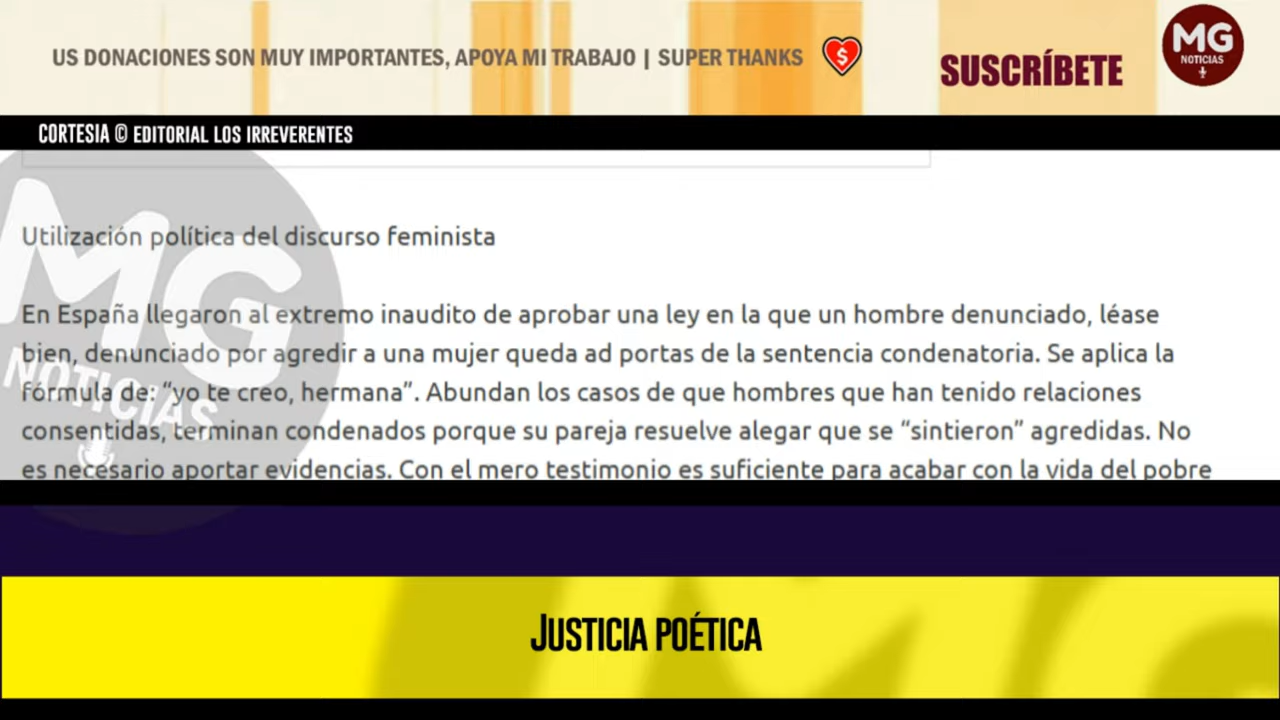 US DONACIONES SON MUY IMPORTANTES, APOYA MI TRABAJO | SUPER THANKS
$
SUSCRÍBETE
MG
NOTICIAS
CORTESIA © EDITORIAL LOS IRREVERENTES
MG
NOTICIAS
Utilización política del discurso feminista
En España llegaron al extremo inaudito de aprobar una ley en la que un hombre denunciado, léase
bien, denunciado por agredir a una mujer queda ad portas de la sentencia condenatoria. Se aplica la
fórmula de: “yo te creo, hermana”. Abundan los casos de que hombres que han tenido relaciones
consentidas, terminan condenados porque su pareja resuelve alegar que se “sintieron” agredidas. No
es necesario aportar evidencias. Con el mero testimonio es suficiente para acabar con la vida del pobre
JUSTICIA POÉTICA